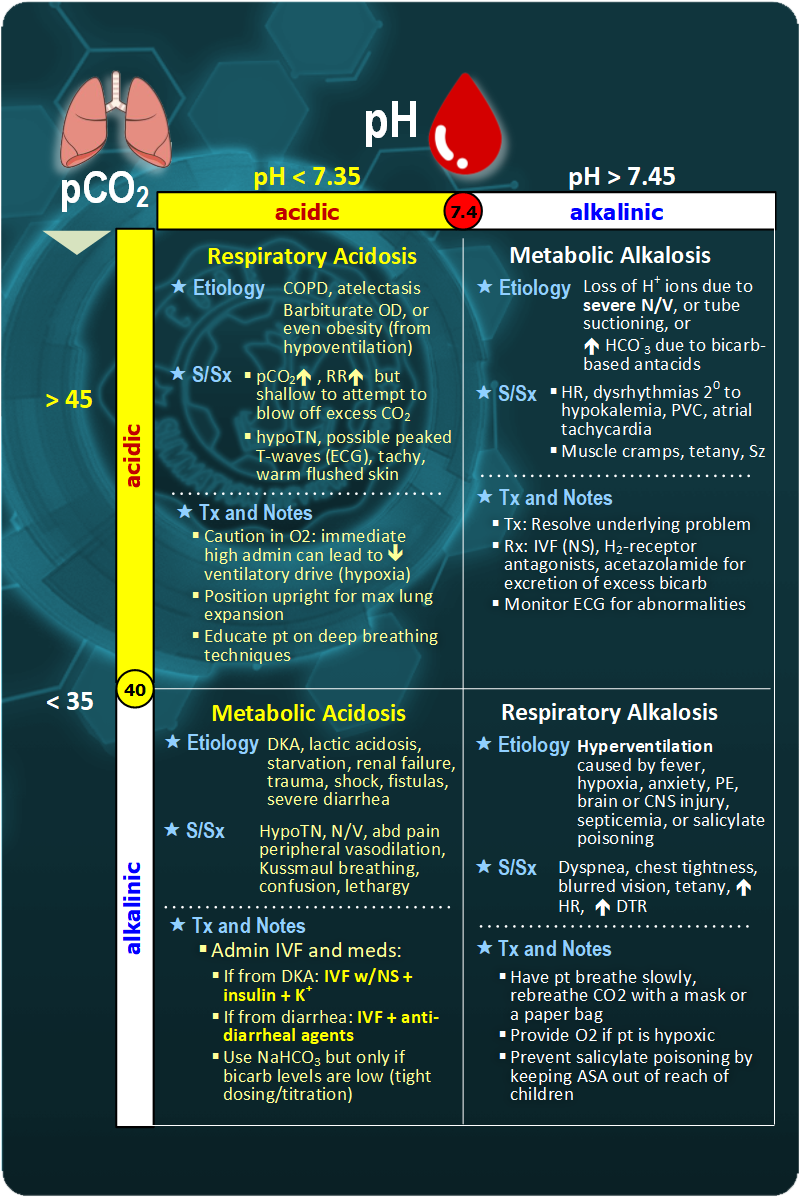 pCO₂
pH
pH < 7.35
pH > 7.45
acidic
7.4
alkalinic
> 45
acidic
40
< 35
alkalinic
Respiratory Acidosis
★ Etiology COPD, atelectasis
Barbiturate OD, or
even obesity (from
hypoventilation)
★ S/Sx ▪ pCO₂🡹 , RR🡹 but
shallow to attempt to
blow off excess CO₂
▪ hypoTN, possible peaked
T-waves (ECG), tachy,
warm flushed skin
★ Tx and Notes
▪ Caution in O2: immediate
high admin can lead to 🡻
ventilatory drive (hypoxia)
▪ Position upright for max lung
expansion
▪ Educate pt on deep breathing
techniques
Metabolic Alkalosis
★ Etiology Loss of H⁺ ions due to
severe N/V, or tube
suctioning, or
🡹 HCO⁻₃ due to bicarb-
based antacids
★ S/Sx ▪ HR, dysrhythmias 2⁰ to
hypokalemia, PVC, atrial
tachycardia
▪ Muscle cramps, tetany, Sz
★ Tx and Notes
▪ Tx: Resolve underlying problem
▪ Rx: IVF (NS), H₂-receptor
antagonists, acetazolamide for
excretion of excess bicarb
▪ Monitor ECG for abnormalities
Metabolic Acidosis
★ Etiology DKA, lactic acidosis,
starvation, renal failure,
trauma, shock, fistulas,
severe diarrhea
★ S/Sx HypoTN, N/V, abd pain
peripheral vasodilation,
Kussmaul breathing,
confusion, lethargy
★ Tx and Notes
▪ Admin IVF and meds:
▪ If from DKA: IVF w/NS +
insulin + K⁺
▪ If from diarrhea: IVF + anti-
diarrheal agents
▪ Use NaHCO₃ but only if
bicarb levels are low (tight
dosing/titration)
Respiratory Alkalosis
★ Etiology Hyperventilation
caused by fever,
hypoxia, anxiety, PE,
brain or CNS injury,
septicemia, or salicylate
poisoning
★ S/Sx Dyspnea, chest tightness,
blurred vision, tetany, 🡹
HR, 🡹 DTR
★ Tx and Notes
▪ Have pt breathe slowly,
rebreathe CO2 with a mask or
a paper bag
▪ Provide O2 if pt is hypoxic
▪ Prevent salicylate poisoning by
keeping ASA out of reach of
children